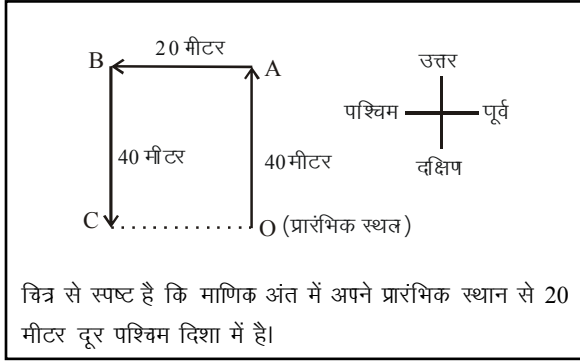 20 मीटर
B A
उत्तर
पश्चिम पूर्व
दक्षिण
40 मीटर 40 मीटर
C O (प्रारंभिक स्थल)
चित्र से स्पष्ट है कि माणिक अंत में अपने प्रारंभिक स्थान से 20
मीटर दूर पश्चिम दिशा में है।